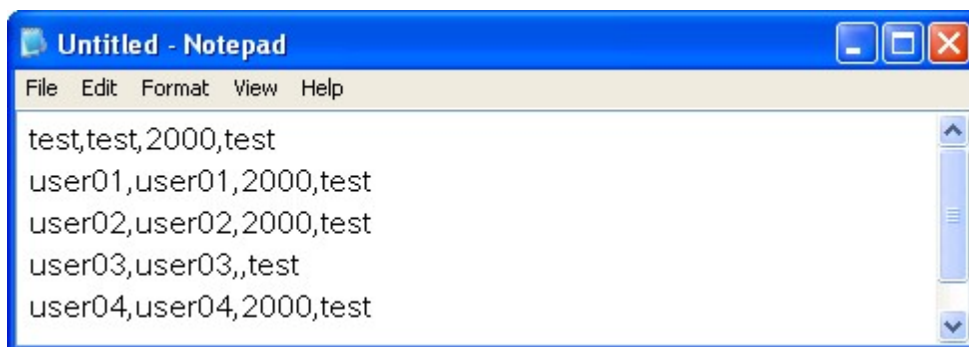 Untitled - Notepad
File Edit Format View Help
test,test,2000,test
user01,user01,2000,test
user02,user02,2000,test
user03,user03,,test
user04,user04,2000,test